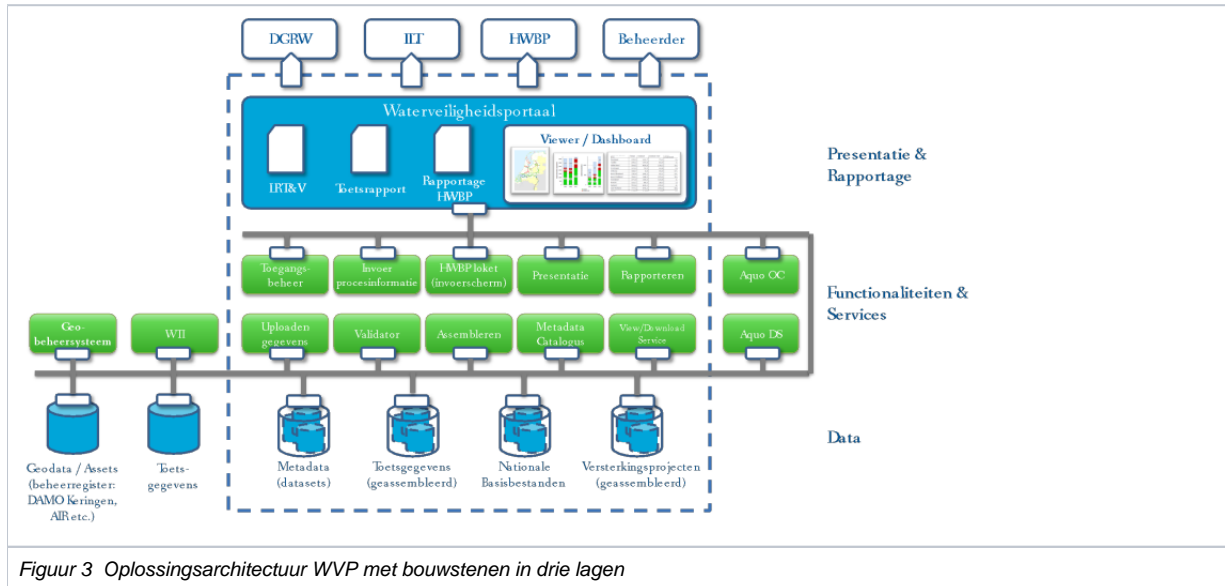 DGRW
ILT
HWBP
Beheerder
Waterveiligheidsportaal
Viewer / Dashboard
LRT&V
Toetsrapport
Rapportage
HWBP
Presentatie &
Rapportage
Toegangs-
beheer
Invoer
procesinformatie
HWBP loket
(invoerscherm)
Presentatie
Rapporteren
Aquo OC
Functionaliteiten &
Services
Geo-
beheersysteem
WTI
Uploaden
gegevens
Validator
Assembleren
Metadata
Catalogus
View/Download
Service
Aquo DS
Data
Geodata / Assets
(beheerregister:
DAMO Keringen,
AIR etc.)
Toets-
gegevens
Metadata
(datasets)
Toetsgegevens
(geassembleerd)
Nationale
Basisbestanden
Versterkingsprojecten
(geassembleerd)
Figuur 3 Oplossingsarchitectuur WVP met bouwstenen in drie lagen